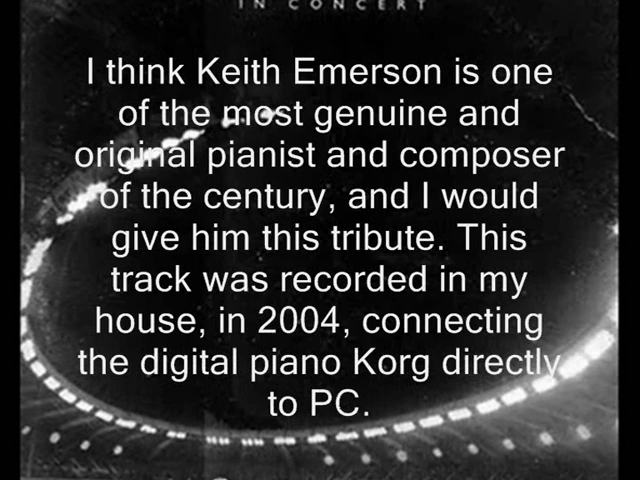 IN CONCERT
I think Keith Emerson is one
of the most genuine and
original pianist and composer
of the century, and I would
give him this tribute. This
track was recorded in my
house, in 2004, connecting
the digital piano Korg directly
to PC.